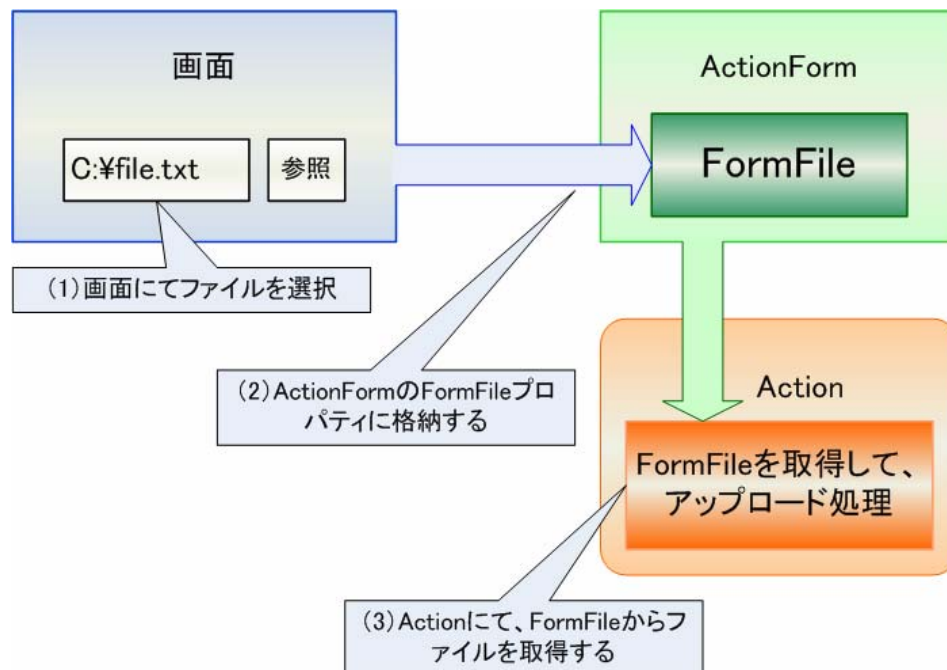 画面
C:¥file.txt
参照
(1)画面にてファイルを選択
ActionForm
FormFile
(2)ActionFormのFormFileプロ
パティに格納する
Action
FormFileを取得して、
アップロード処理
(3)Actionにて、FormFileからフ
ァイルを取得する